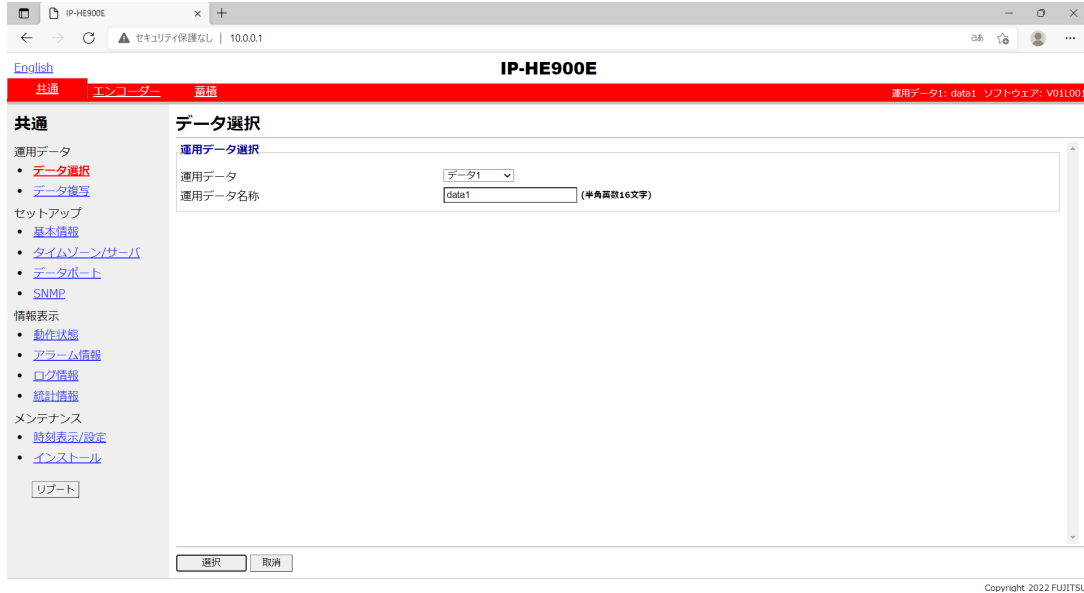 IP-HE900E
セキュリティ保護なし | 10.0.0.1
English
IP-HE900E
共通 エンコーダー 蓄積 運用データ1: data1 ソフトウェア: V01L001
共通
運用データ
データ選択
データ複写
セットアップ
基本情報
タイムゾーン/サーバ
データポート
SNMP
情報表示
動作状態
アラーム情報
ログ情報
統計情報
メンテナンス
時刻表示/設定
インストール
リブート
データ選択
運用データ選択
運用データ データ1
運用データ名称 data1 (半角英数16文字)
選択 取消
Copyright 2022 FUJITSU